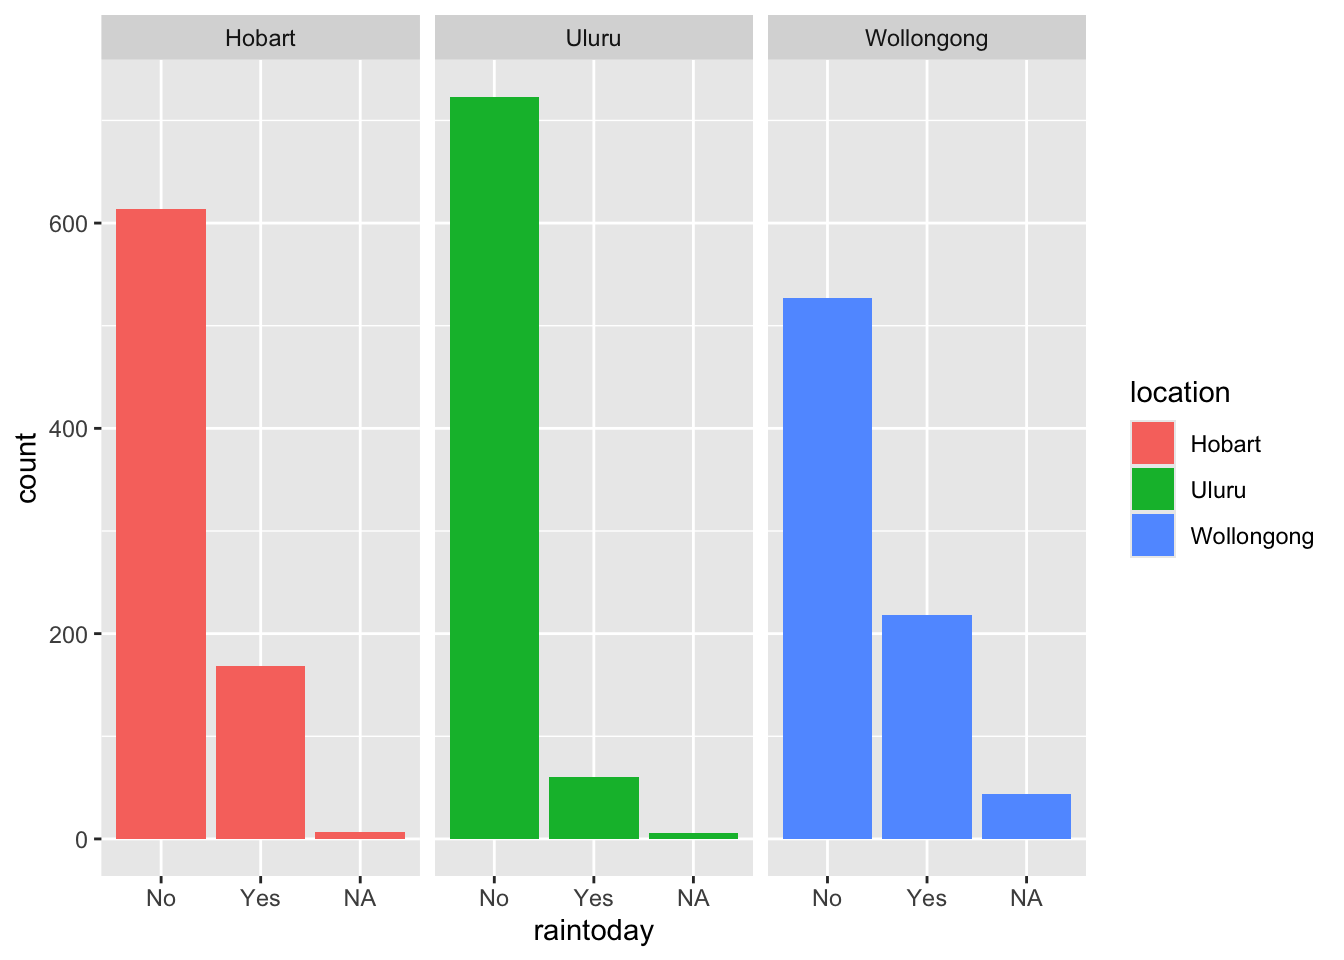 Hobart Uluru Wollongong
600
400
200
0
count
No Yes NA No Yes NA No Yes NA
raintoday
location
Hobart
Uluru
Wollongong